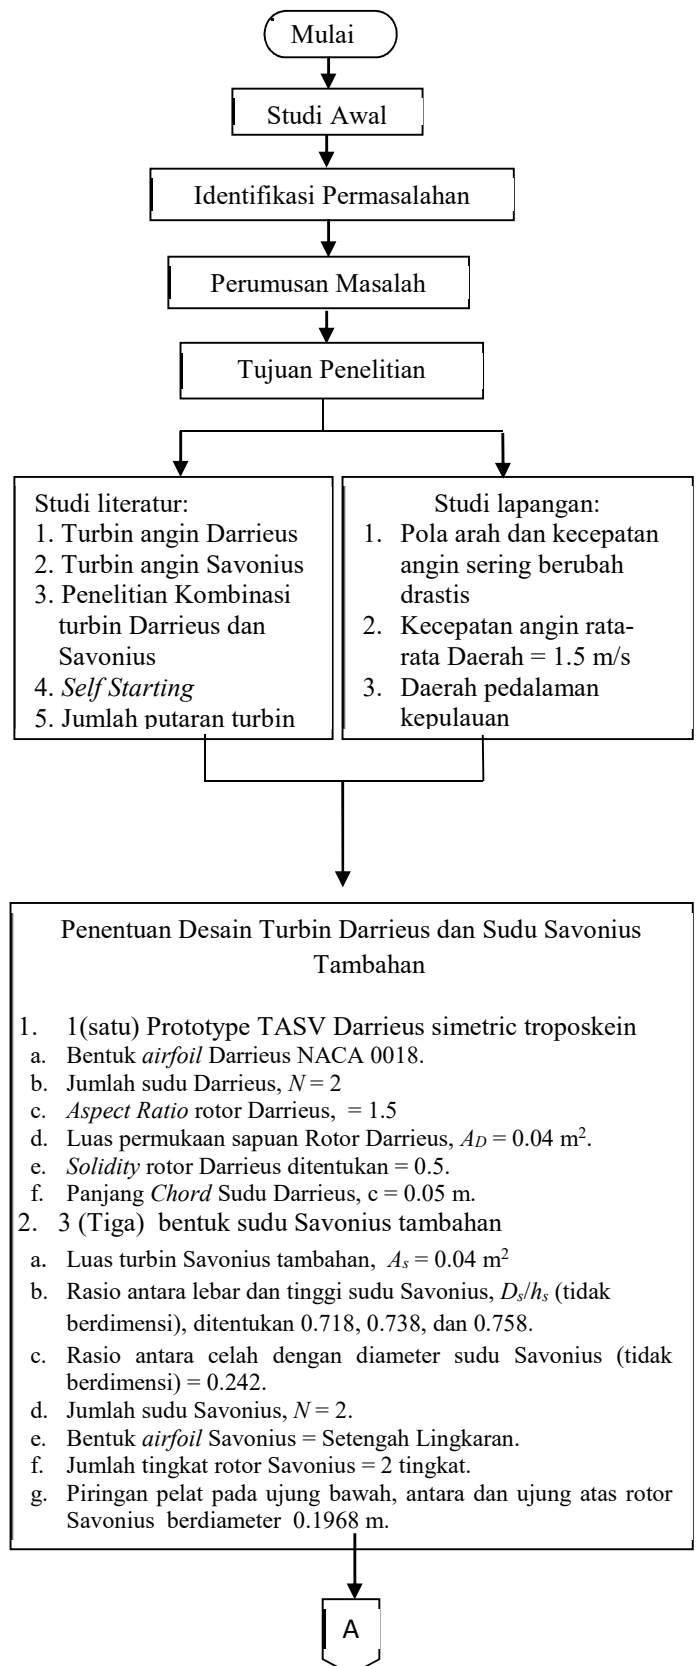 Mulai
Studi Awal
Identifikasi Permasalahan
Perumusan Masalah
Tujuan Penelitian
Studi literatur:
1. Turbin angin Darrieus
2. Turbin angin Savonius
3. Penelitian Kombinasi
turbin Darrieus dan
Savonius
4. Self Starting
5. Jumlah putaran turbin
Studi lapangan:
1. Pola arah dan kecepatan
angin sering berubah
drastis
2. Kecepatan angin rata-
rata Daerah = 1.5 m/s
3. Daerah pedalaman
kepulauan
Penentuan Desain Turbin Darrieus dan Sudu Savonius
Tambahan
1. 1(satu) Prototype TASV Darrieus simetric troposkein
a. Bentuk airfoil Darrieus NACA 0018.
b. Jumlah sudu Darrieus, N = 2
c. Aspect Ratio rotor Darrieus, = 1.5
d. Luas permukaan sapuan Rotor Darrieus, A_D = 0.04 m².
e. Solidity rotor Darrieus ditentukan = 0.5.
f. Panjang Chord Sudu Darrieus, c = 0.05 m.
2. 3 (Tiga) bentuk sudu Savonius tambahan
a. Luas turbin Savonius tambahan, A_s = 0.04 m²
b. Rasio antara lebar dan tinggi sudu Savonius, D_s/h_s (tidak
berdimensi), ditentukan 0.718, 0.738, dan 0.758.
c. Rasio antara celah dengan diameter sudu Savonius (tidak
berdimensi) = 0.242.
d. Jumlah sudu Savonius, N = 2.
e. Bentuk airfoil Savonius = Setengah Lingkaran.
f. Jumlah tingkat rotor Savonius = 2 tingkat.
g. Piringan pelat pada ujung bawah, antara dan ujung atas rotor
Savonius berdiameter 0.1968 m.
A